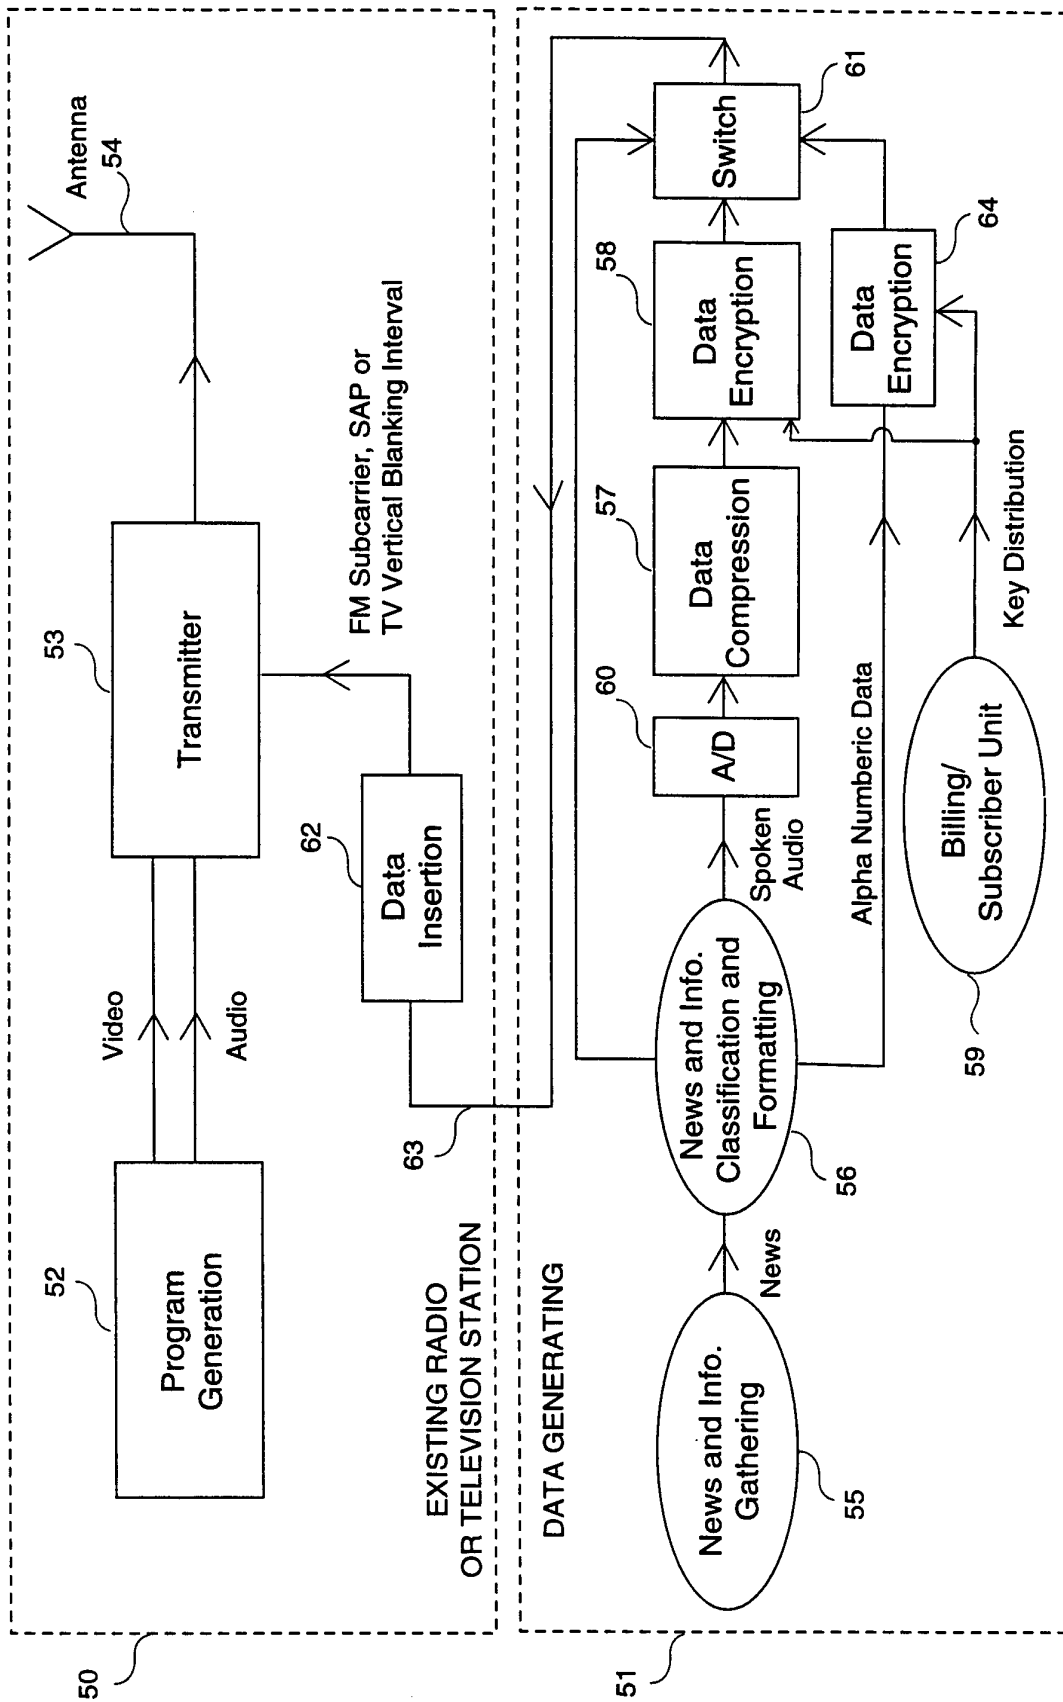 50
52
Program
Generation
Video
Audio
53
Transmitter
Antenna
54
FM Subcarrier, SAP or
TV Vertical Blanking Interval
62
Data
Insertion
63
EXISTING RADIO
OR TELEVISION STATION
DATA GENERATING
51
News and Info.
Gathering
55
News
News and Info.
Classification and
Formatting
56
Spoken
Audio
60
A/D
57
Data
Compression
58
Data
Encryption
Switch
61
Alpha Numberic Data
Data
Encryption
64
Billing/
Subscriber Unit
59
Key Distribution